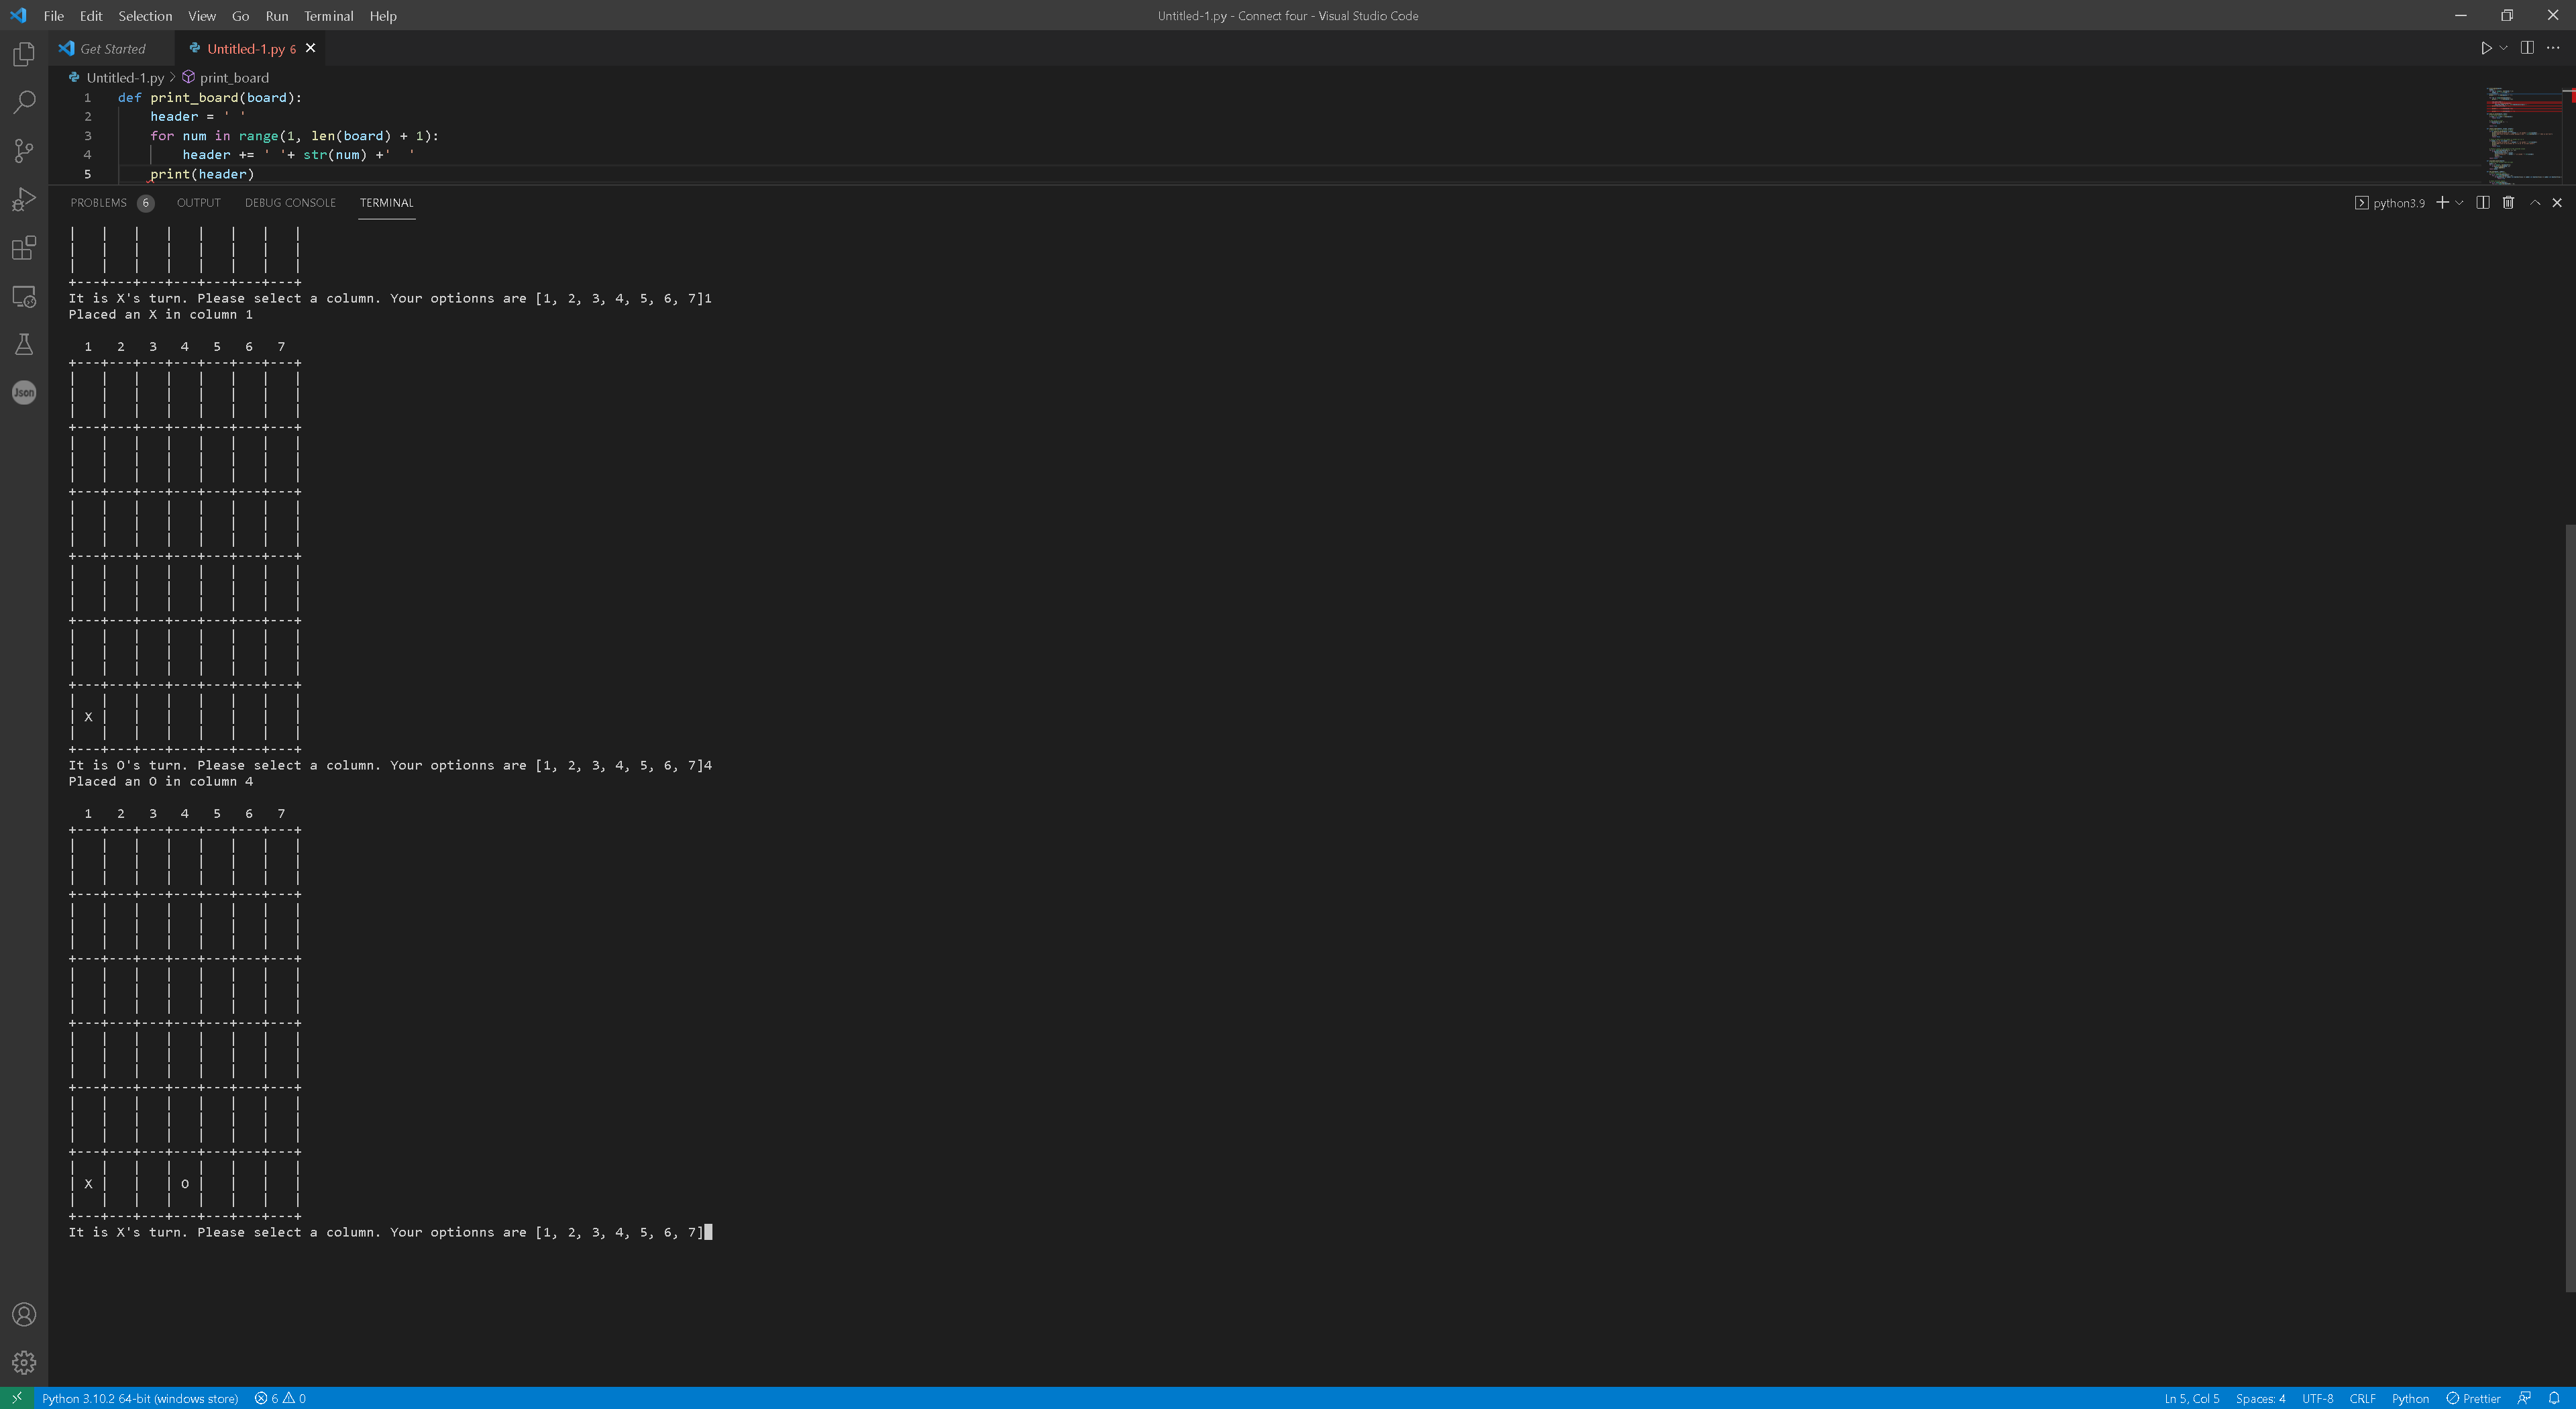 File Edit Selection View Go Run Terminal Help
Untitled-1.py - Connect four - Visual Studio Code
Get Started
Untitled-1.py 6
Untitled-1.py > print_board
1 def print_board(board):
2 header = ' '
3 for num in range(1, len(board) + 1):
4 header += ' '+ str(num) +'  '
5 print(header)
PROBLEMS 6 OUTPUT DEBUG CONSOLE TERMINAL
python3.9
Json
|   |   |   |   |   |   |   |
|   |   |   |   |   |   |   |
|   |   |   |   |   |   |   |
+---+---+---+---+---+---+---+
It is X's turn. Please select a column. Your optionns are [1, 2, 3, 4, 5, 6, 7]1
Placed an X in column 1
  1   2   3   4   5   6   7
+---+---+---+---+---+---+---+
|   |   |   |   |   |   |   |
|   |   |   |   |   |   |   |
|   |   |   |   |   |   |   |
+---+---+---+---+---+---+---+
|   |   |   |   |   |   |   |
|   |   |   |   |   |   |   |
|   |   |   |   |   |   |   |
+---+---+---+---+---+---+---+
|   |   |   |   |   |   |   |
|   |   |   |   |   |   |   |
|   |   |   |   |   |   |   |
+---+---+---+---+---+---+---+
|   |   |   |   |   |   |   |
|   |   |   |   |   |   |   |
|   |   |   |   |   |   |   |
+---+---+---+---+---+---+---+
|   |   |   |   |   |   |   |
|   |   |   |   |   |   |   |
|   |   |   |   |   |   |   |
+---+---+---+---+---+---+---+
|   |   |   |   |   |   |   |
| X |   |   |   |   |   |   |
|   |   |   |   |   |   |   |
+---+---+---+---+---+---+---+
It is O's turn. Please select a column. Your optionns are [1, 2, 3, 4, 5, 6, 7]4
Placed an O in column 4
  1   2   3   4   5   6   7
+---+---+---+---+---+---+---+
|   |   |   |   |   |   |   |
|   |   |   |   |   |   |   |
|   |   |   |   |   |   |   |
+---+---+---+---+---+---+---+
|   |   |   |   |   |   |   |
|   |   |   |   |   |   |   |
|   |   |   |   |   |   |   |
+---+---+---+---+---+---+---+
|   |   |   |   |   |   |   |
|   |   |   |   |   |   |   |
|   |   |   |   |   |   |   |
+---+---+---+---+---+---+---+
|   |   |   |   |   |   |   |
|   |   |   |   |   |   |   |
|   |   |   |   |   |   |   |
+---+---+---+---+---+---+---+
|   |   |   |   |   |   |   |
|   |   |   |   |   |   |   |
|   |   |   |   |   |   |   |
+---+---+---+---+---+---+---+
|   |   |   |   |   |   |   |
| X |   |   | O |   |   |   |
|   |   |   |   |   |   |   |
+---+---+---+---+---+---+---+
It is X's turn. Please select a column. Your optionns are [1, 2, 3, 4, 5, 6, 7]
Python 3.10.2 64-bit (windows store) 6 0
Ln 5, Col 5 Spaces: 4 UTF-8 CRLF Python Prettier